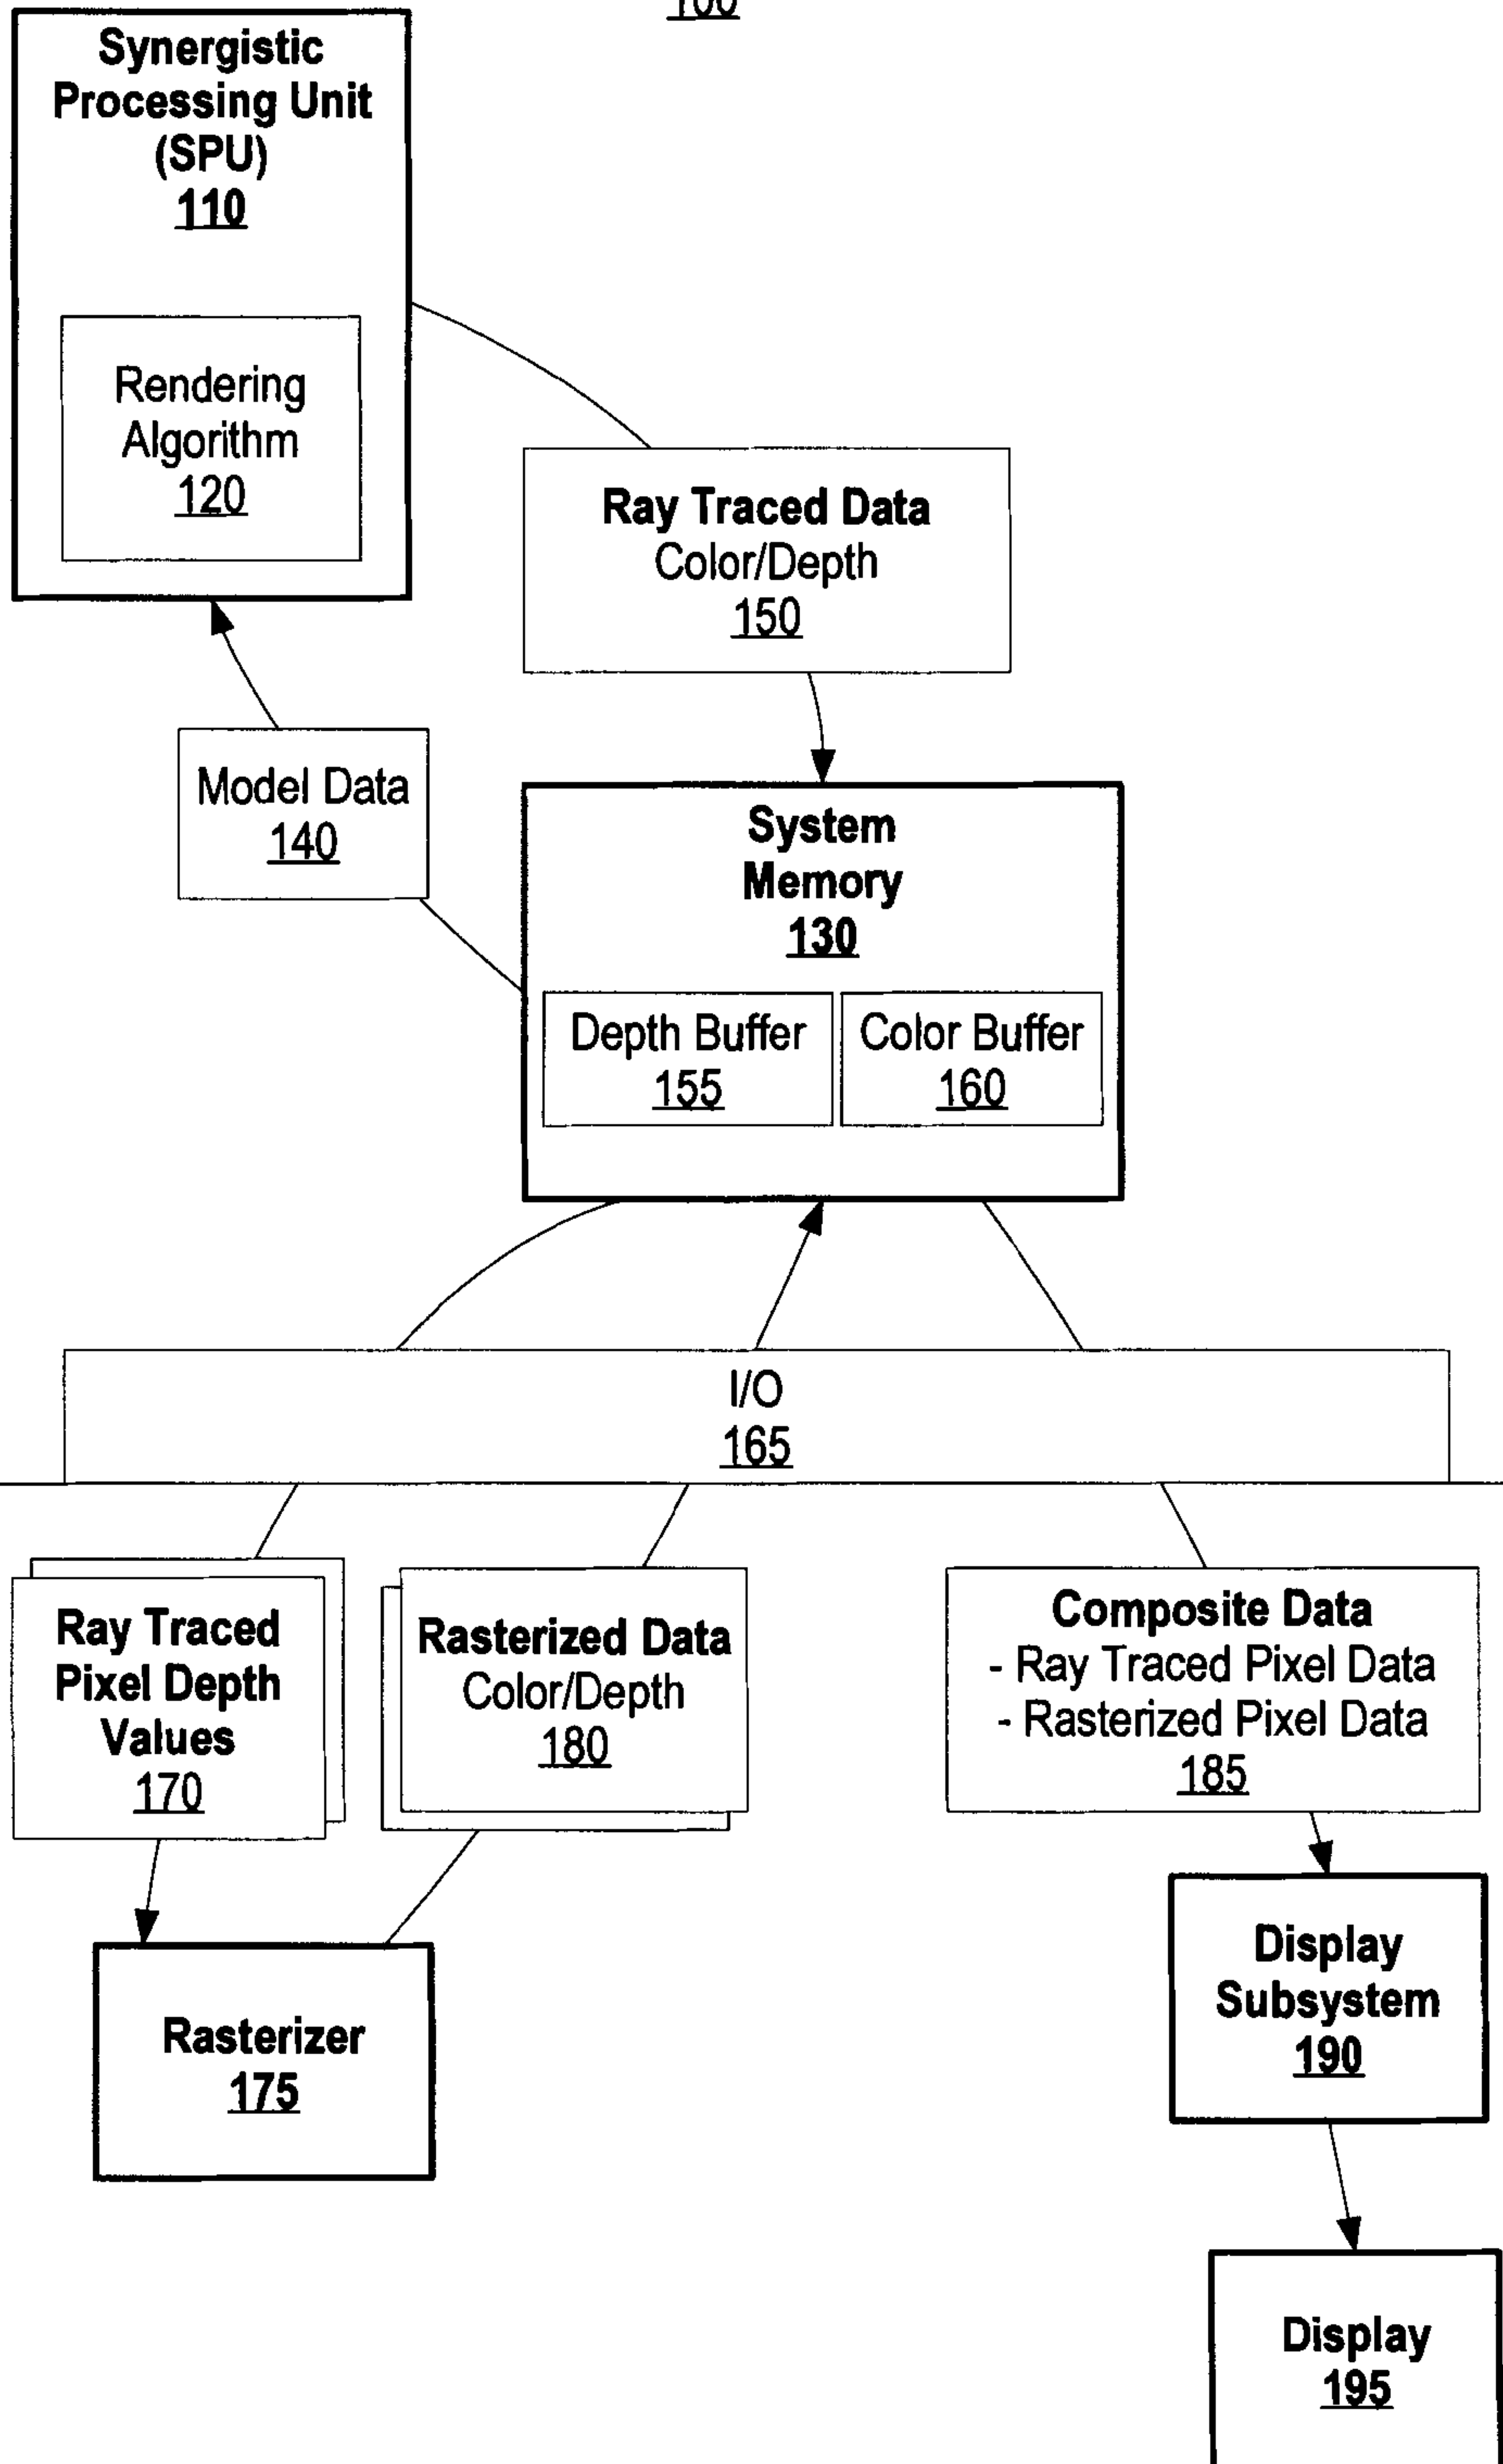 100
Synergistic
Processing Unit
(SPU)
110
Rendering
Algorithm
120
Ray Traced Data
Color/Depth
150
Model Data
140
System
Memory
130
Depth Buffer
155
Color Buffer
160
I/O
165
Ray Traced
Pixel Depth
Values
170
Rasterized Data
Color/Depth
180
Composite Data
- Ray Traced Pixel Data
- Rasterized Pixel Data
185
Rasterizer
175
Display
Subsystem
190
Display
195